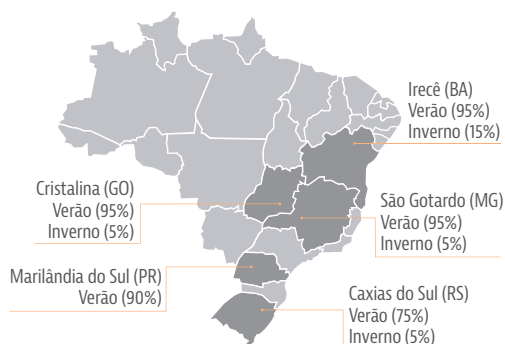 Irecê (BA)
Verão (95%)
Inverno (15%)
Cristalina (GO)
Verão (95%)
Inverno (5%)
São Gotardo (MG)
Verão (95%)
Inverno (5%)
Marilândia do Sul (PR)
Verão (90%)
Caxias do Sul (RS)
Verão (75%)
Inverno (5%)